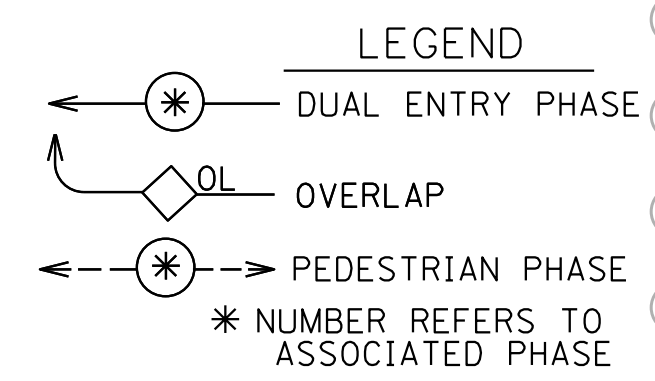 LEGEND
* DUAL ENTRY PHASE
OL OVERLAP
* PEDESTRIAN PHASE
* NUMBER REFERS TO
ASSOCIATED PHASE